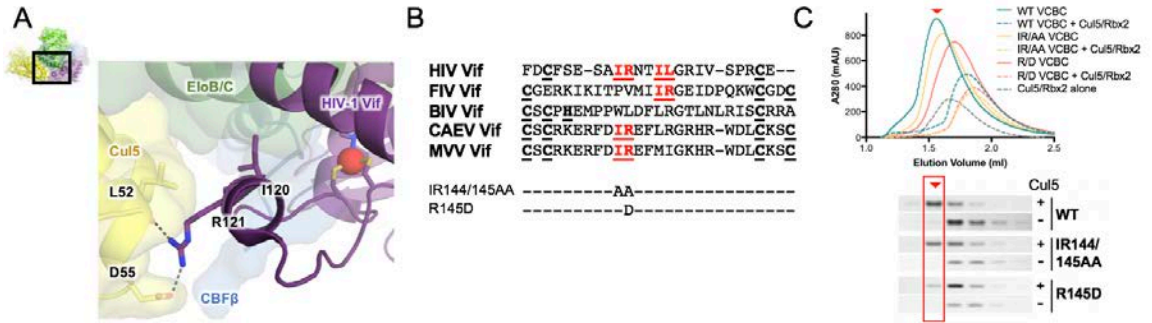 A
EloB/C
HIV-1 Vif
Cul5
L52
I120
R121
D55
CBFβ
B
HIV Vif FDCFSE-SAIRNTILGRIV-SPRCE--
FIV Vif CGERKIKITPVMIIRGEIDPQKWCGDC
BIV Vif CSCPHEMPPWLDFLRGTLNLRISCRRA
CAEV Vif CSCRKERFDIREFLRGHR-WDLCKSC
MVV Vif CSCRKERFDIREFMIGKHR-WDLCKSC
IR144/145AA ---------AA----------------
R145D ----------D----------------
C
A280 (mAU)
800
600
400
200
0
1.0 1.5 2.0 2.5
Elution Volume (ml)
WT VCBC
WT VCBC + Cul5/Rbx2
IR/AA VCBC
IR/AA VCBC + Cul5/Rbx2
R/D VCBC
R/D VCBC + Cul5/Rbx2
Cul5/Rbx2 alone
Cul5
+
- WT
+ IR144/
- 145AA
+ R145D
-